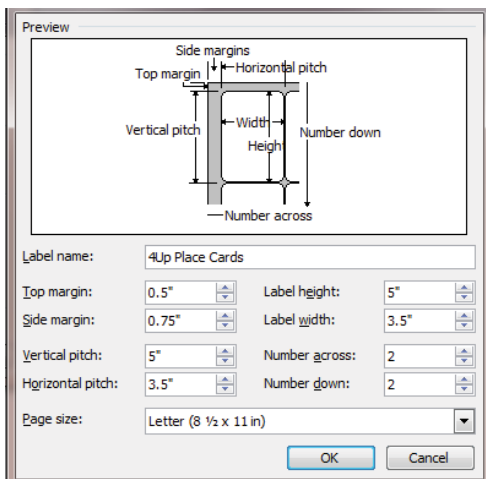 Preview
Side margins
Top margin
Horizontal pitch
Vertical pitch
Width
Height
Number down
Number across
Label name: 4Up Place Cards
Top margin: 0.5" Label height: 5"
Side margin: 0.75" Label width: 3.5"
Vertical pitch: 5" Number across: 2
Horizontal pitch: 3.5" Number down: 2
Page size: Letter (8 ½ x 11 in)
OK Cancel